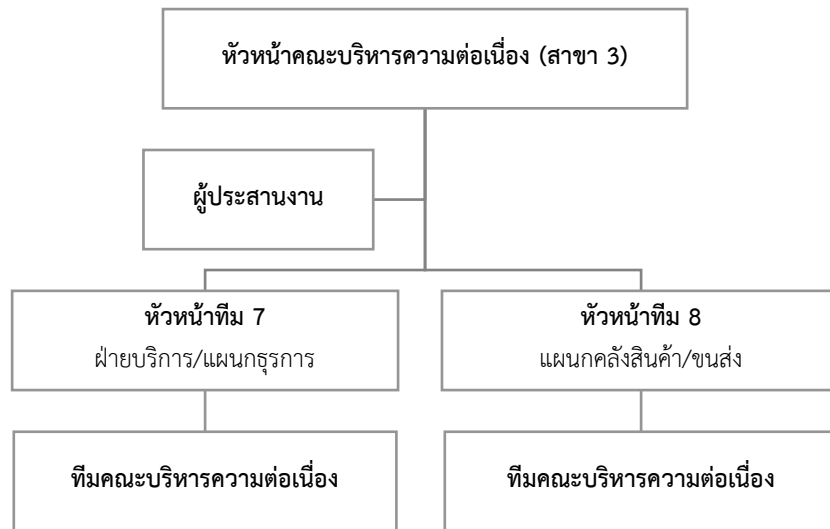 หัวหน้าคณะบริหารความต่อเนื่อง (สาขา 3)
ผู้ประสานงาน
หัวหน้าทีม 7
ฝ่ายบริการ/แผนกธุรการ
หัวหน้าทีม 8
แผนกคลังสินค้า/ขนส่ง
ทีมคณะบริหารความต่อเนื่อง
ทีมคณะบริหารความต่อเนื่อง